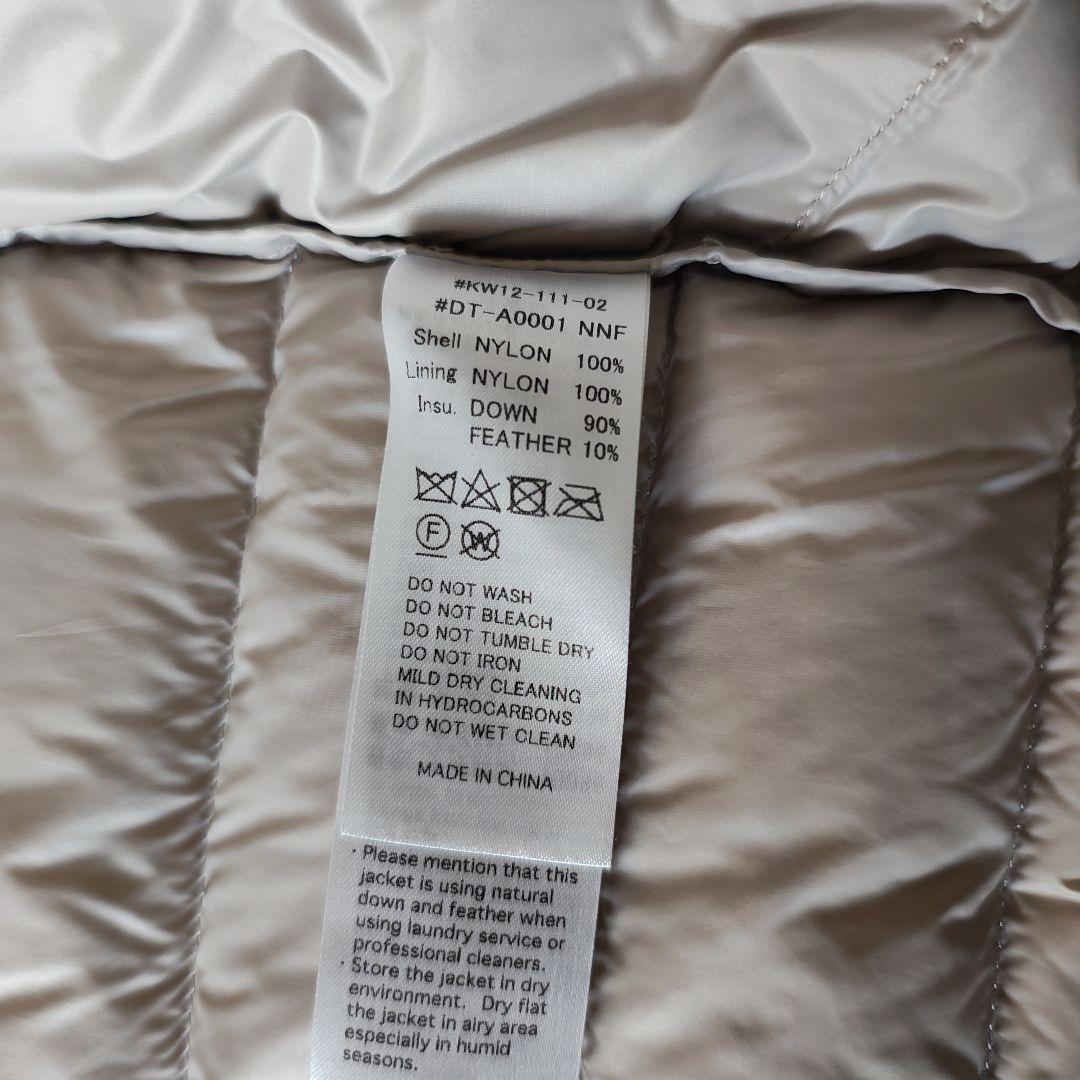 #KW12-111-02
#DT-A0001 NNF
Shell NYLON 100%
Lining NYLON 100%
Insu. DOWN 90%
FEATHER 10%
F W
DO NOT WASH
DO NOT BLEACH
DO NOT TUMBLE DRY
DO NOT IRON
MILD DRY CLEANING
IN HYDROCARBONS
DO NOT WET CLEAN
MADE IN CHINA
・Please mention that this
jacket is using natural
down and feather when
using laundry service or
professional cleaners.
・Store the jacket in dry
environment. Dry flat
the jacket in airy area
especially in humid
seasons.